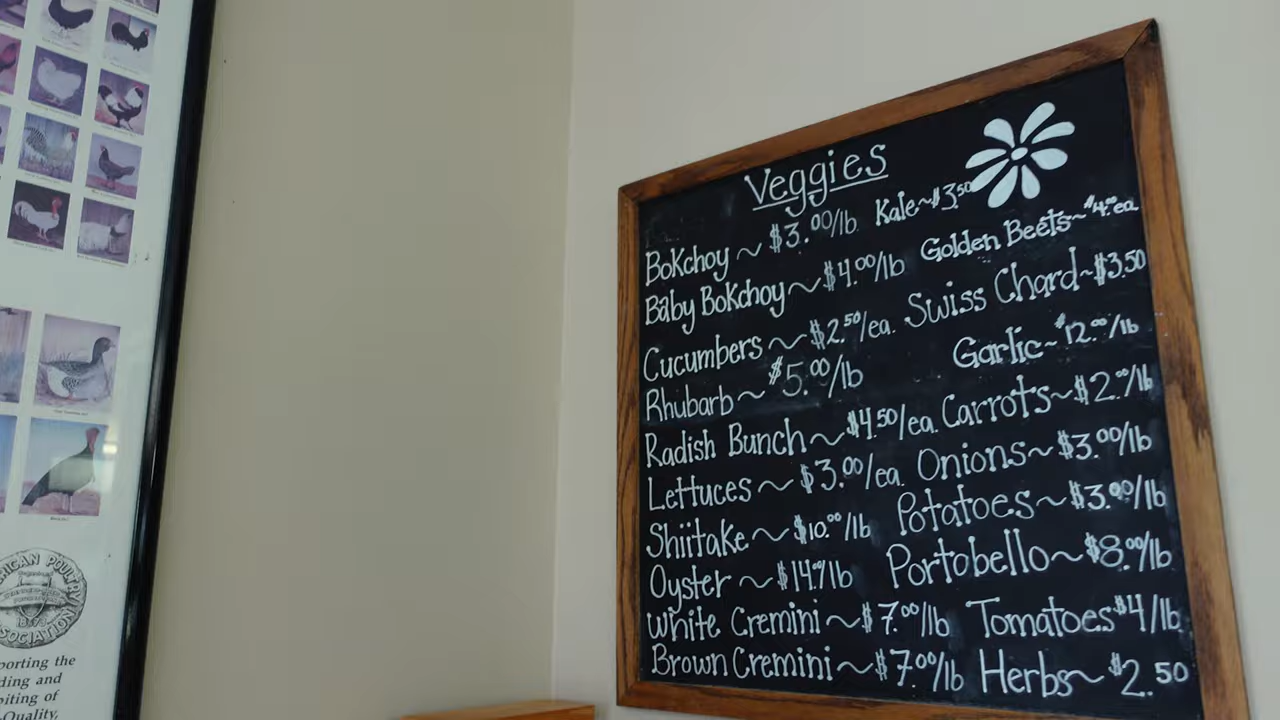 Veggies
Bokchoy ~ $3.00/lb
Baby Bokchoy ~ $4.00/lb
Cucumbers ~ $2.50/ea.
Rhubarb ~ $5.00/lb
Radish Bunch ~ $4.50/ea.
Lettuces ~ $3.00/ea.
Shiitake ~ $10.00/lb
Oyster ~ $14.00/lb
White Cremini ~ $7.00/lb
Brown Cremini ~ $7.00/lb
Kale ~ $3.50
Golden Beets ~ $4.00ea.
Swiss Chard ~ $3.50
Garlic ~ $12.00/lb
Carrots ~ $2.00/lb
Onions ~ $3.00/lb
Potatoes ~ $3.00/lb
Portobello ~ $8.00/lb
Tomatoes $4/lb
Herbs ~ $2.50